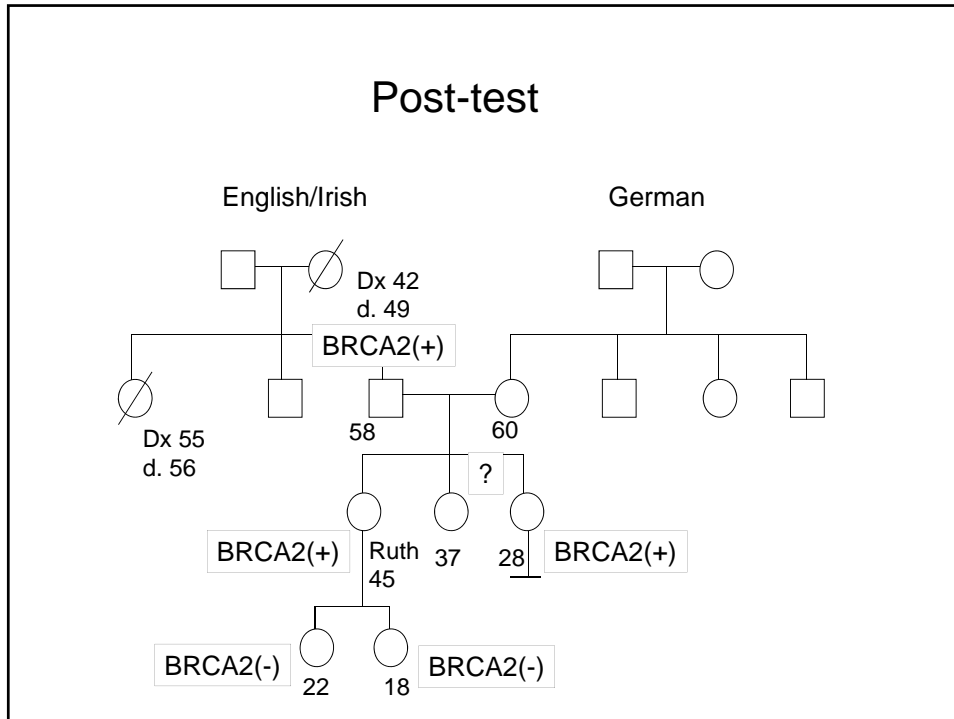 Post-test
English/Irish
German
Dx 42
d. 49
BRCA2(+)
Dx 55
d. 56
58
60
?
BRCA2(+)
Ruth
45
37
28
BRCA2(+)
BRCA2(-)
22
18
BRCA2(-)